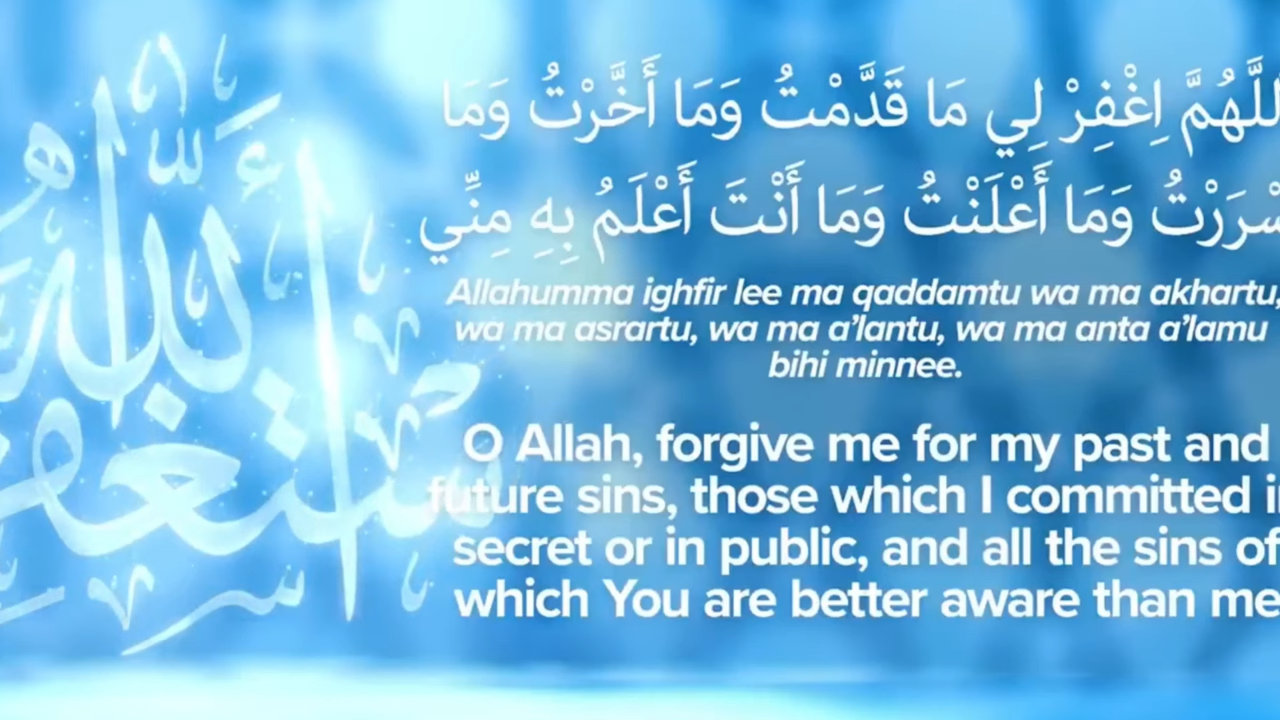 أَسْتَغْفِرُ اللّٰهَ
للَّهُمَّ اِغْفِرْ لِي مَا قَدَّمْتُ وَمَا أَخَّرْتُ وَمَا
سْرَرْتُ وَمَا أَعْلَنْتُ وَمَا أَنْتَ أَعْلَمُ بِهِ مِنِّي
Allahumma ighfir lee ma qaddamtu wa ma akhartu,
wa ma asrartu, wa ma a’lantu, wa ma anta a’lamu
bihi minnee.
O Allah, forgive me for my past and
future sins, those which I committed in
secret or in public, and all the sins of
which You are better aware than me